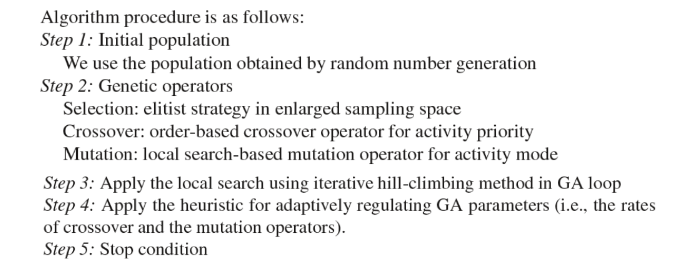 Algorithm procedure is as follows:
Step 1: Initial population
We use the population obtained by random number generation
Step 2: Genetic operators
Selection: elitist strategy in enlarged sampling space
Crossover: order-based crossover operator for activity priority
Mutation: local search-based mutation operator for activity mode
Step 3: Apply the local search using iterative hill-climbing method in GA loop
Step 4: Apply the heuristic for adaptively regulating GA parameters (i.e., the rates
of crossover and the mutation operators).
Step 5: Stop condition